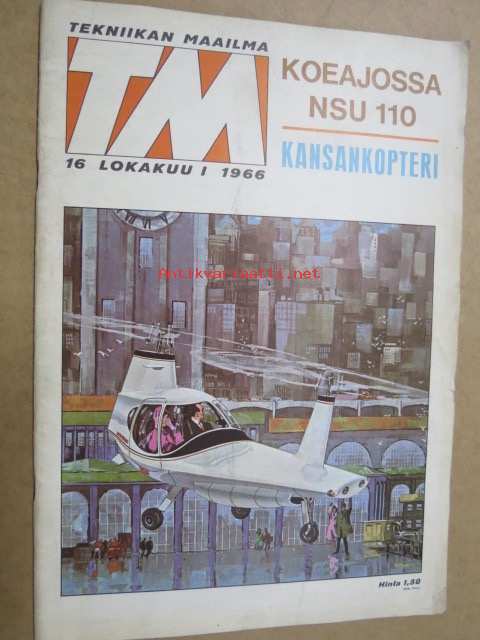 TEKNIIKAN MAAILMA
TM
16 LOKAKUU I 1966
KOEAJOSSA
NSU 110
KANSANKOPTERI
Antikvariaatti.net
Hinta 1,50